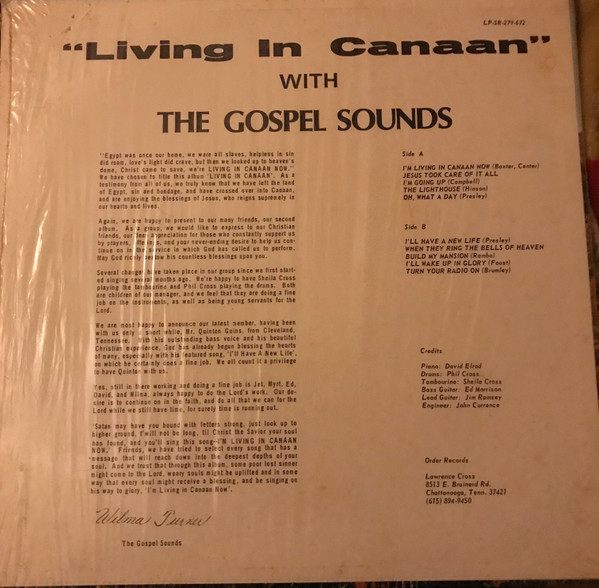 LP-SR-279-072
"Living In Canaan"
WITH
THE GOSPEL SOUNDS
"Egypt was once our home, we were all slaves, helpless in sin
did roam, love's light did crave, but then we looked up to heaven's
dome, Christ came to save, we're LIVING IN CANAAN NOW."
We have chosen to title this album 'LIVING IN CANAAN'. As a
testimony from all of us, we truly know that we have left the land
of Egypt, sin and bondage, and have crossed over into Canaan,
and are enjoying the blessings of Jesus, who reigns supremely in
our hearts and lives.
Again, we are happy to present to our many friends, our second
album. As a group, we would like to express to our Christian
friends, our appreciation for those who constantly support us
by prayers, and your never-ending desire to help us con-
tinue on in the service in which God has called us to perform.
May God richly bestow his countless blessings upon you.
Several changes have taken place in our group since we first start-
ed singing several months ago. We're happy to have Sheila Cross
playing the tambourine and Phil Cross playing the drums. Both
are children of our manager, and we feel that they are doing a fine
job on the instruments, as well as being young servants for the
Lord.
We are most happy to announce our latest member, having been
with us only a short while, Mr. Quinton Goins, from Cleveland,
Tennessee. With his outstanding bass voice and his beautiful
Christian experience, God has already begun blessing the hearts
of many, especially with his featured song, 'I'll Have A New Life',
on which he certainly does a fine job. We all count it a privilege
to have Quinton with us.
Yes, still in there working and doing a fine job is Jet, Myrt, Ed,
David, and Wilma, always happy to do the Lord's work. Our de-
sire is to continue on in the faith, and do all that we can for the
Lord while we still have time, for surely time is running out.
'Satan may have you bound with fetters strong, just look up to
higher ground, t'will not be long, til Christ the Savior your soul
has found, and you'll sing this song-I'M LIVING IN CANAAN
NOW,' Friends, we have tried to select every song that has a
message that will reach down into the deepest depths of your
soul. And we trust that through this album, some poor lost sinner
might come to the Lord, weary souls might be uplifted and in some
way that every soul might receive a blessing, and be singing on
his way to glory, 'I'm Living in Canaan Now'.
Wilma Turner
The Gospel Sounds
Side A
I'M LIVING IN CANAAN NOW (Baxter, Center)
JESUS TOOK CARE OF IT ALL
I'M GOING UP (Campbell)
THE LIGHTHOUSE (Hinson)
OH, WHAT A DAY (Presley)
Side B
I'LL HAVE A NEW LIFE (Presley)
WHEN THEY RING THE BELLS OF HEAVEN
BUILD MY MANSION (Rambo)
I'LL WAKE UP IN GLORY (Foust)
TURN YOUR RADIO ON (Brumley)
Credits
Piano: David Elrod
Drums: Phil Cross
Tambourine: Sheila Cross
Bass Guitar: Ed Morrison
Lead Guitar: Jim Ramsey
Engineer: John Currence
Order Records
Lawrence Cross
8513 E. Brainerd Rd.
Chattanooga, Tenn. 37421
(615) 894-9450